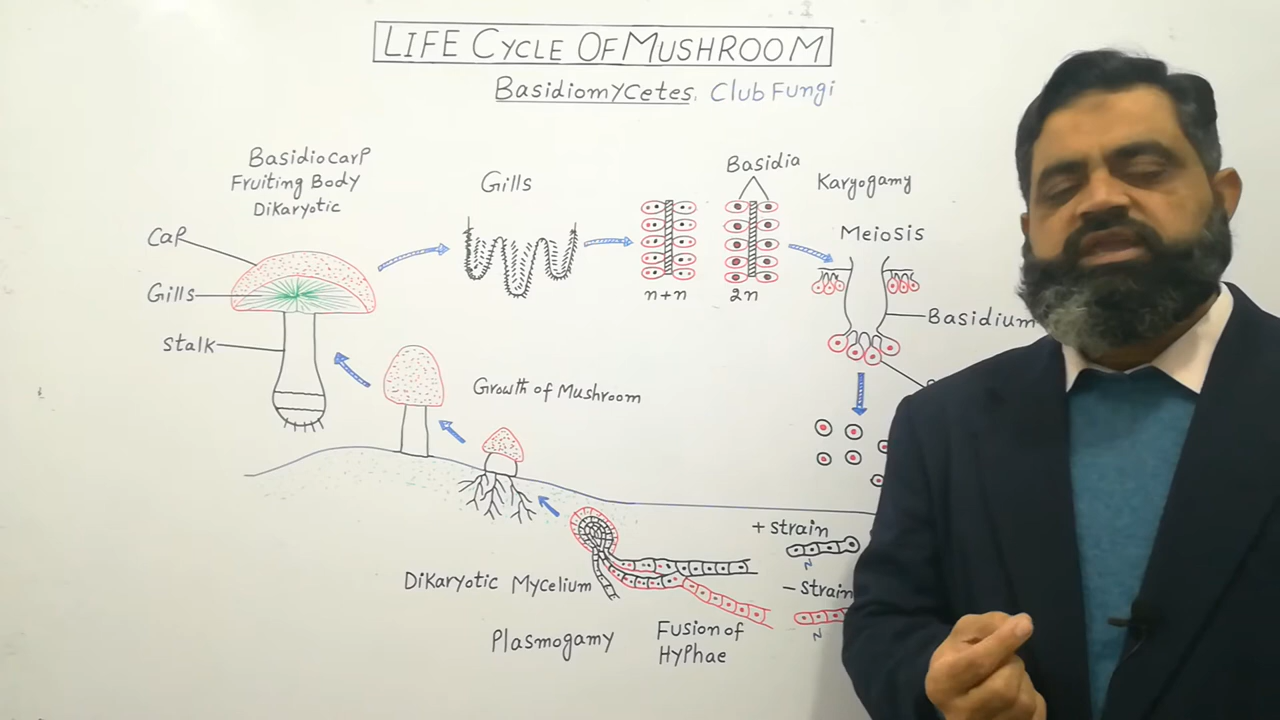 LIFE CYCLE OF MUSHROOM
Basidiomycetes. Club Fungi
Basidiocarp
Fruiting Body
Dikaryotic
Cap
Gills
Stalk
Gills
n+n
Basidia
2n
Karyogamy
Meiosis
Basidium
Growth of Mushroom
+ strain
N
- Strain
N
Dikaryotic Mycelium
Plasmogamy
Fusion of
Hyphae